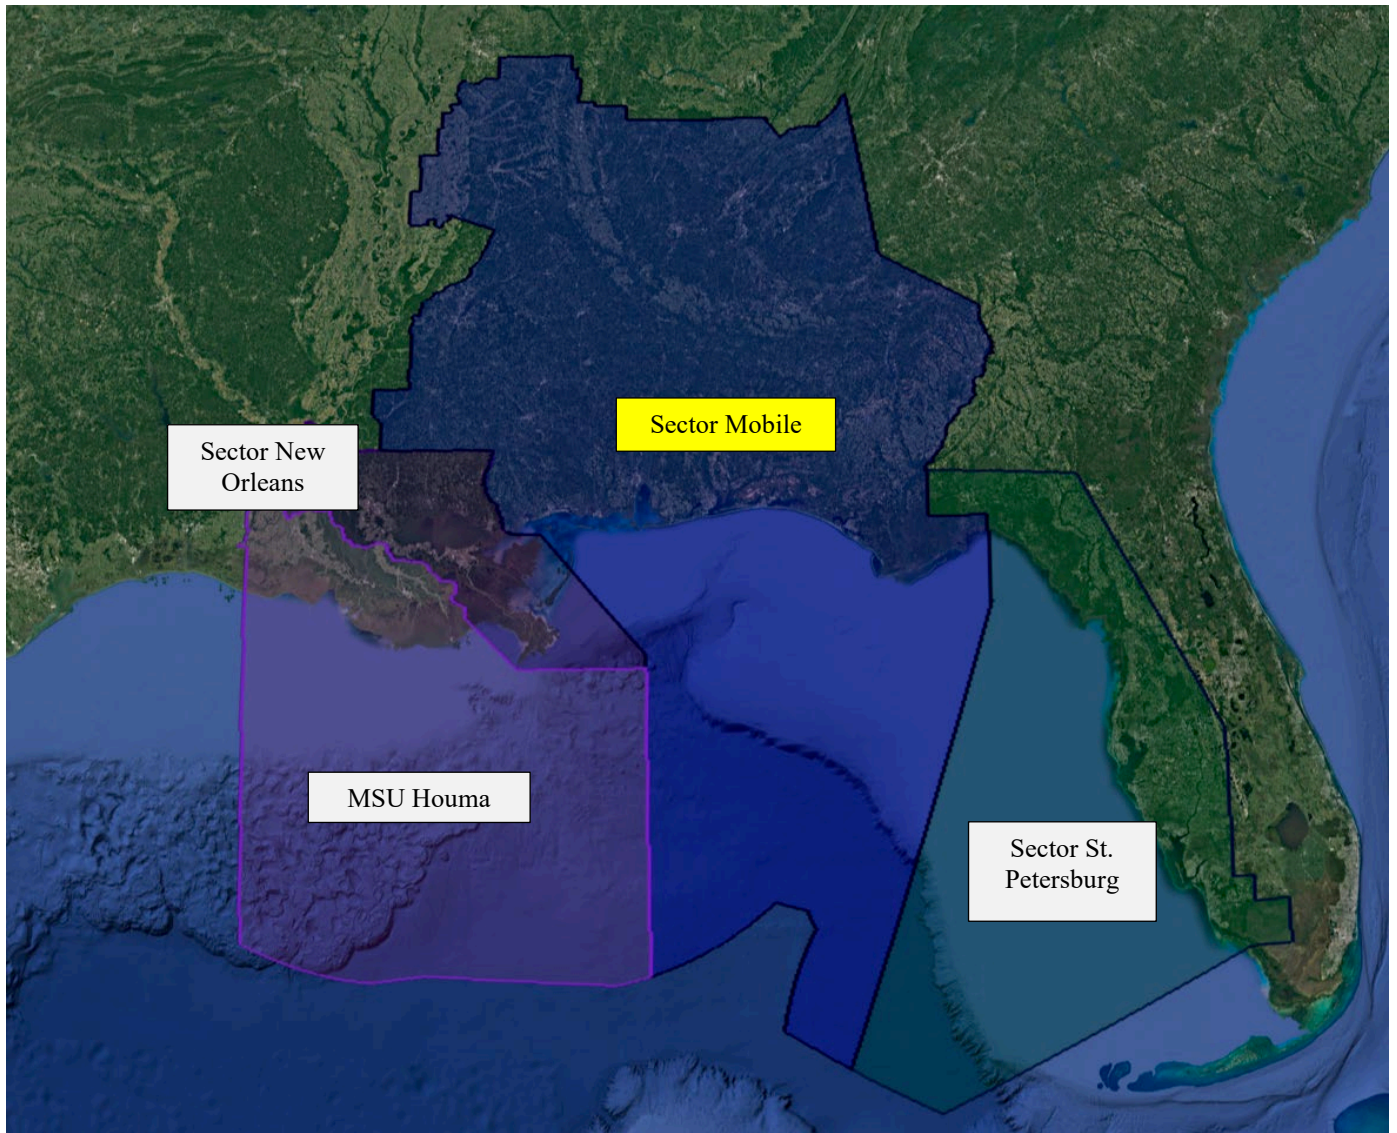 Sector Mobile
Sector New
Orleans
MSU Houma
Sector St.
Petersburg